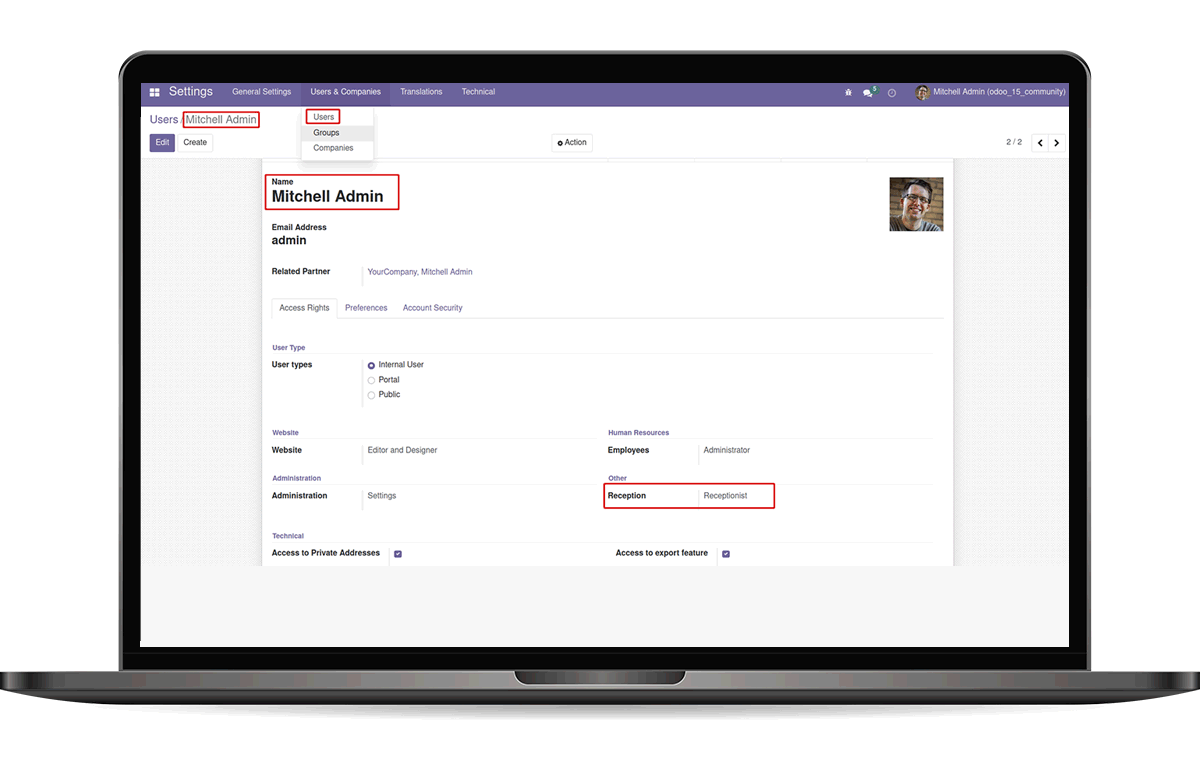 Settings General Settings Users & Companies Translations Technical 5 Mitchell Admin (odoo_15_community)
Users / Mitchell Admin
Users
Groups
Companies
Edit Create Action 2 / 2
Name
Mitchell Admin
Email Address
admin
Related Partner YourCompany, Mitchell Admin
Access Rights Preferences Account Security
User Type
User types Internal User
Portal
Public
Website Human Resources
Website Editor and Designer Employees Administrator
Administration Other
Administration Settings Reception Receptionist
Technical
Access to Private Addresses Access to export feature